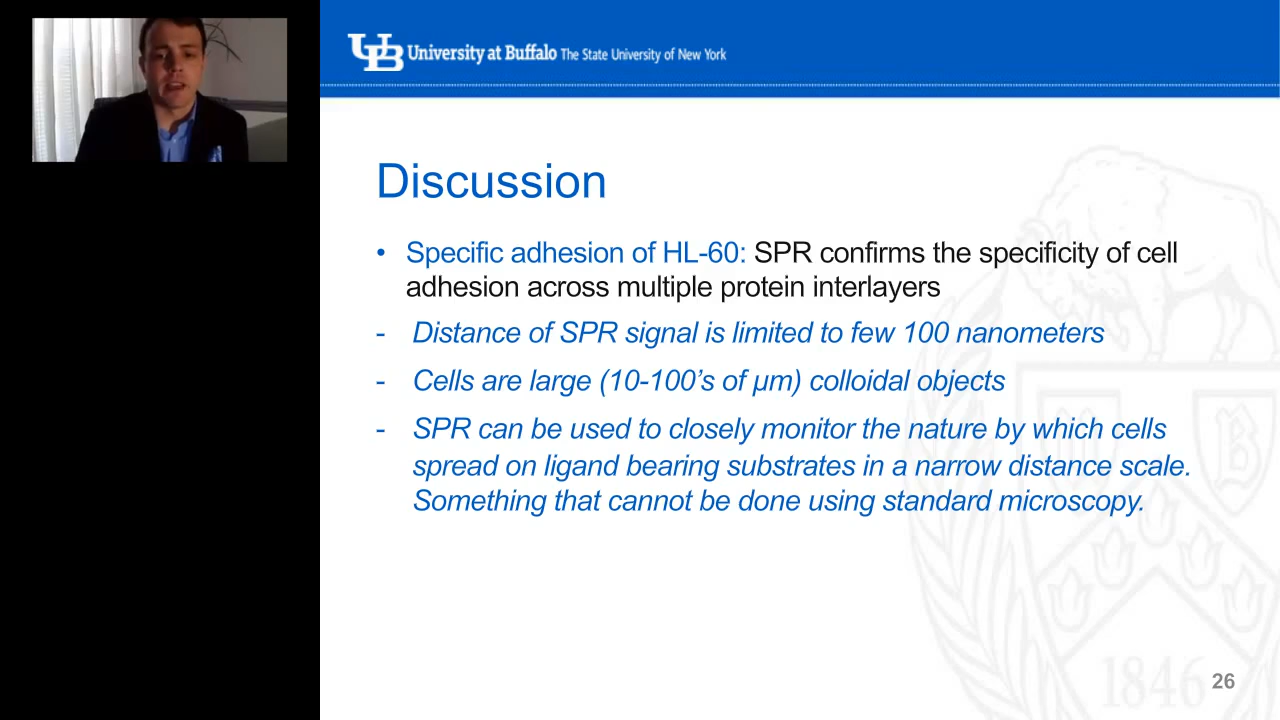 UB University at Buffalo The State University of New York
Discussion
• Specific adhesion of HL-60: SPR confirms the specificity of cell
adhesion across multiple protein interlayers
- Distance of SPR signal is limited to few 100 nanometers
- Cells are large (10-100’s of µm) colloidal objects
- SPR can be used to closely monitor the nature by which cells
spread on ligand bearing substrates in a narrow distance scale.
Something that cannot be done using standard microscopy.
B
1846
26